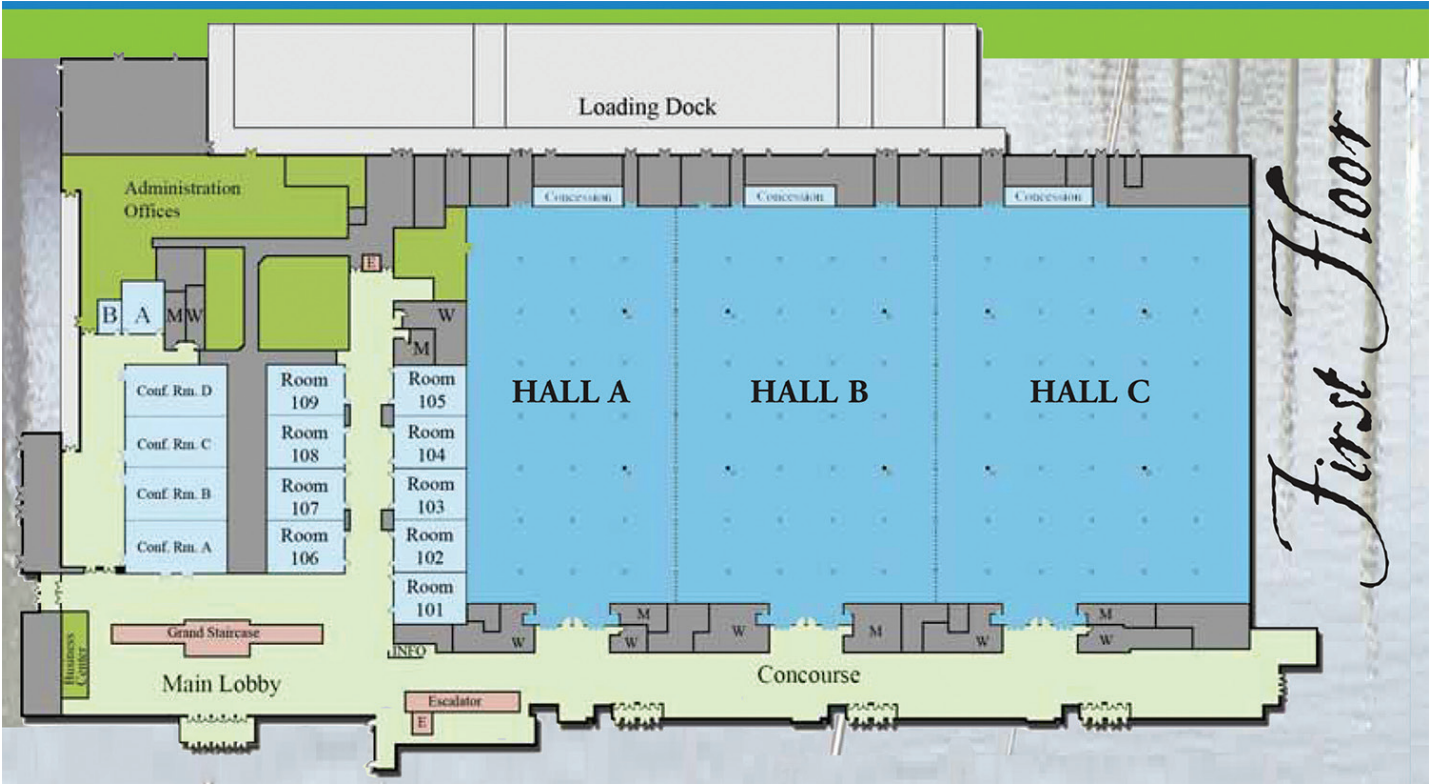 Loading Dock
Administration
Offices
Concession
Concession
Concession
First Floor
E
B
A
M
W
W
M
HALL A
HALL B
HALL C
Conf. Rm. D
Room
109
Room
105
Conf. Rm. C
Room
108
Room
104
Conf. Rm. B
Room
107
Room
103
Conf. Rm. A
Room
106
Room
102
Room
101
Business
Center
Grand Staircase
INFO
W
M
W
W
M
W
M
W
Main Lobby
Concourse
Escalator
E